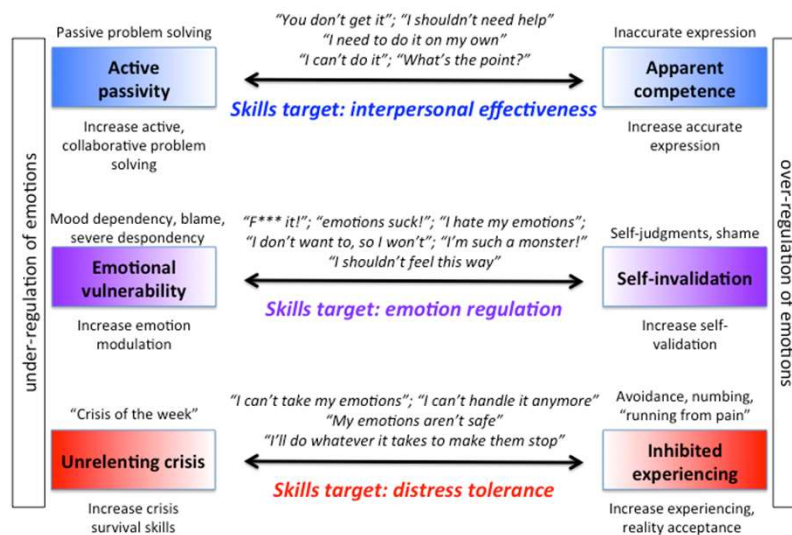 under-regulation of emotions
Passive problem solving
Active
passivity
Increase active,
collaborative problem
solving
“You don’t get it”; “I shouldn’t need help”
“I need to do it on my own”
“I can’t do it”; “What’s the point?”
Skills target: interpersonal effectiveness
Inaccurate expression
Apparent
competence
Increase accurate
expression
Mood dependency, blame,
severe despondency
Emotional
vulnerability
Increase emotion
modulation
“F*** it!”; “emotions suck!”; “I hate my emotions”;
“I don’t want to, so I won’t”; “I’m such a monster!”
“I shouldn’t feel this way”
Skills target: emotion regulation
Self-judgments, shame
Self-invalidation
Increase self-
validation
“Crisis of the week”
Unrelenting crisis
Increase crisis
survival skills
“I can’t take my emotions”; “I can’t handle it anymore”
“My emotions aren’t safe”
“I’ll do whatever it takes to make them stop”
Skills target: distress tolerance
Avoidance, numbing,
“running from pain”
Inhibited
experiencing
Increase experiencing,
reality acceptance
over-regulation of emotions